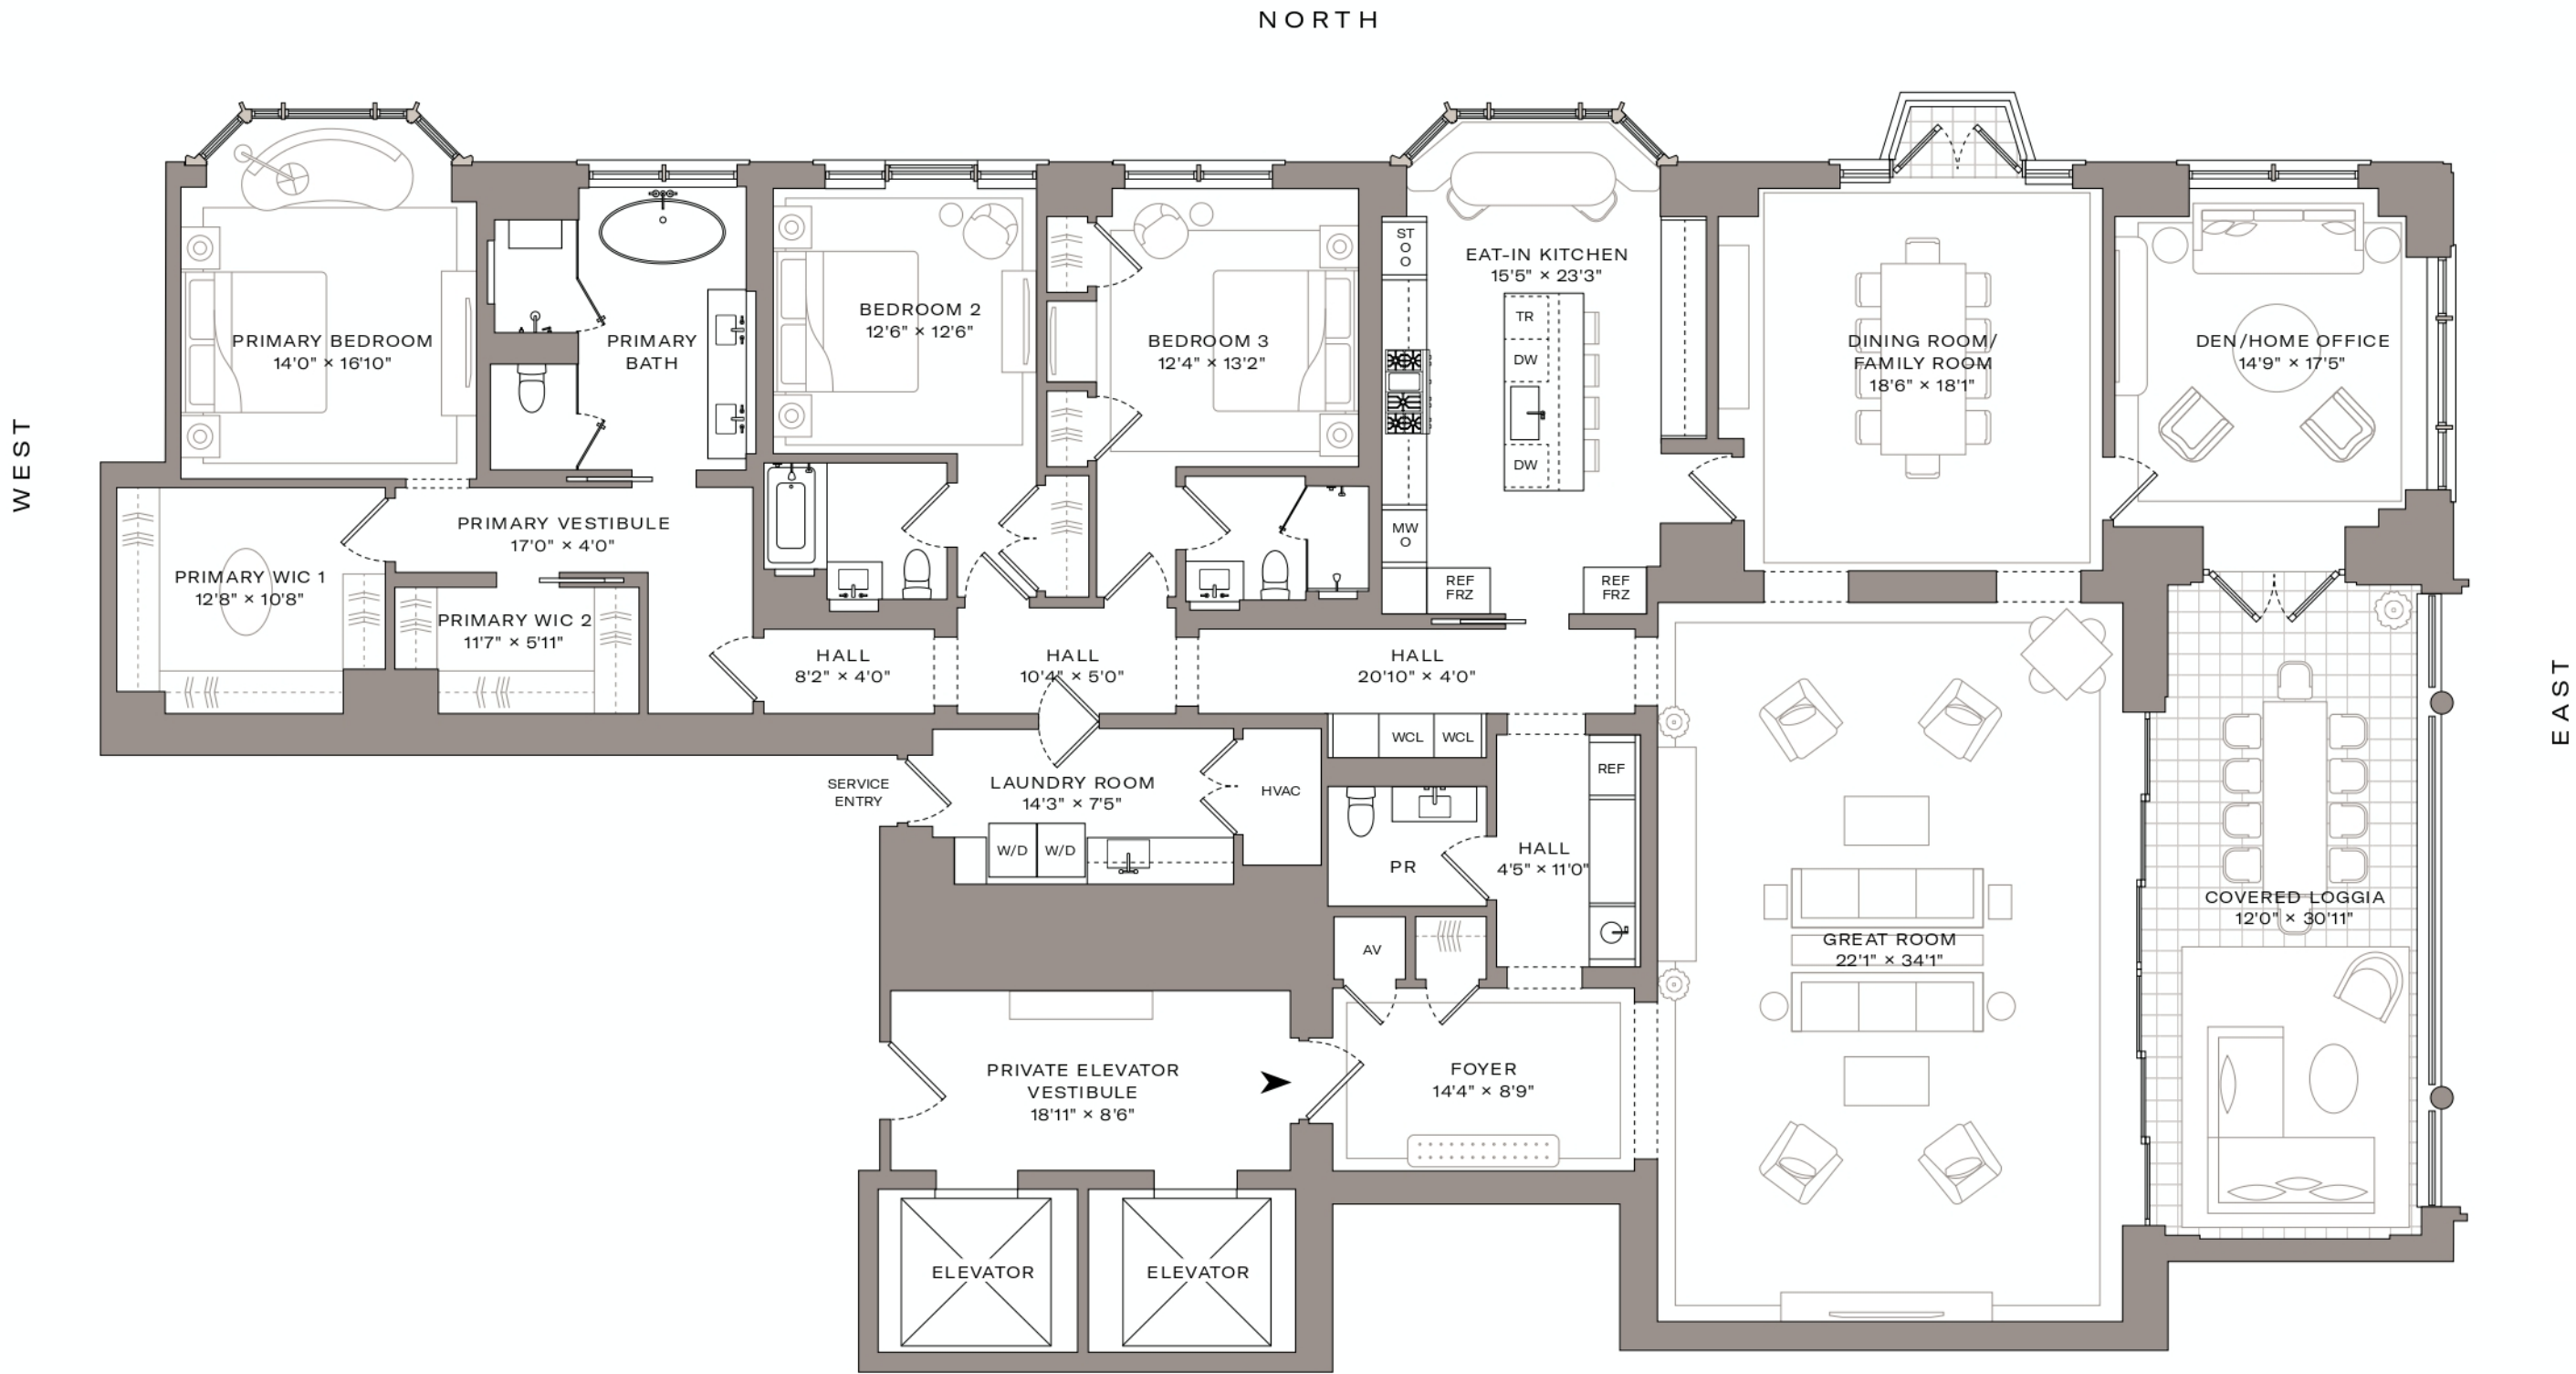 NORTH
WEST
EAST
PRIMARY BEDROOM
14'0" × 16'10"
PRIMARY
BATH
BEDROOM 2
12'6" × 12'6"
BEDROOM 3
12'4" × 13'2"
ST
O
O
EAT-IN KITCHEN
15'5" × 23'3"
TR
DW
DW
MW
O
REF
FRZ
REF
FRZ
DINING ROOM/
FAMILY ROOM
18'6" × 18'1"
DEN/HOME OFFICE
14'9" × 17'5"
PRIMARY VESTIBULE
17'0" × 4'0"
PRIMARY WIC 1
12'8" × 10'8"
PRIMARY WIC 2
11'7" × 5'11"
HALL
8'2" × 4'0"
HALL
10'4" × 5'0"
HALL
20'10" × 4'0"
WCL
WCL
SERVICE
ENTRY
LAUNDRY ROOM
14'3" × 7'5"
HVAC
W/D
W/D
PR
REF
HALL
4'5" × 11'0"
AV
COVERED LOGGIA
12'0" × 30'11"
GREAT ROOM
22'1" × 34'1"
PRIVATE ELEVATOR
VESTIBULE
18'11" × 8'6"
FOYER
14'4" × 8'9"
ELEVATOR
ELEVATOR